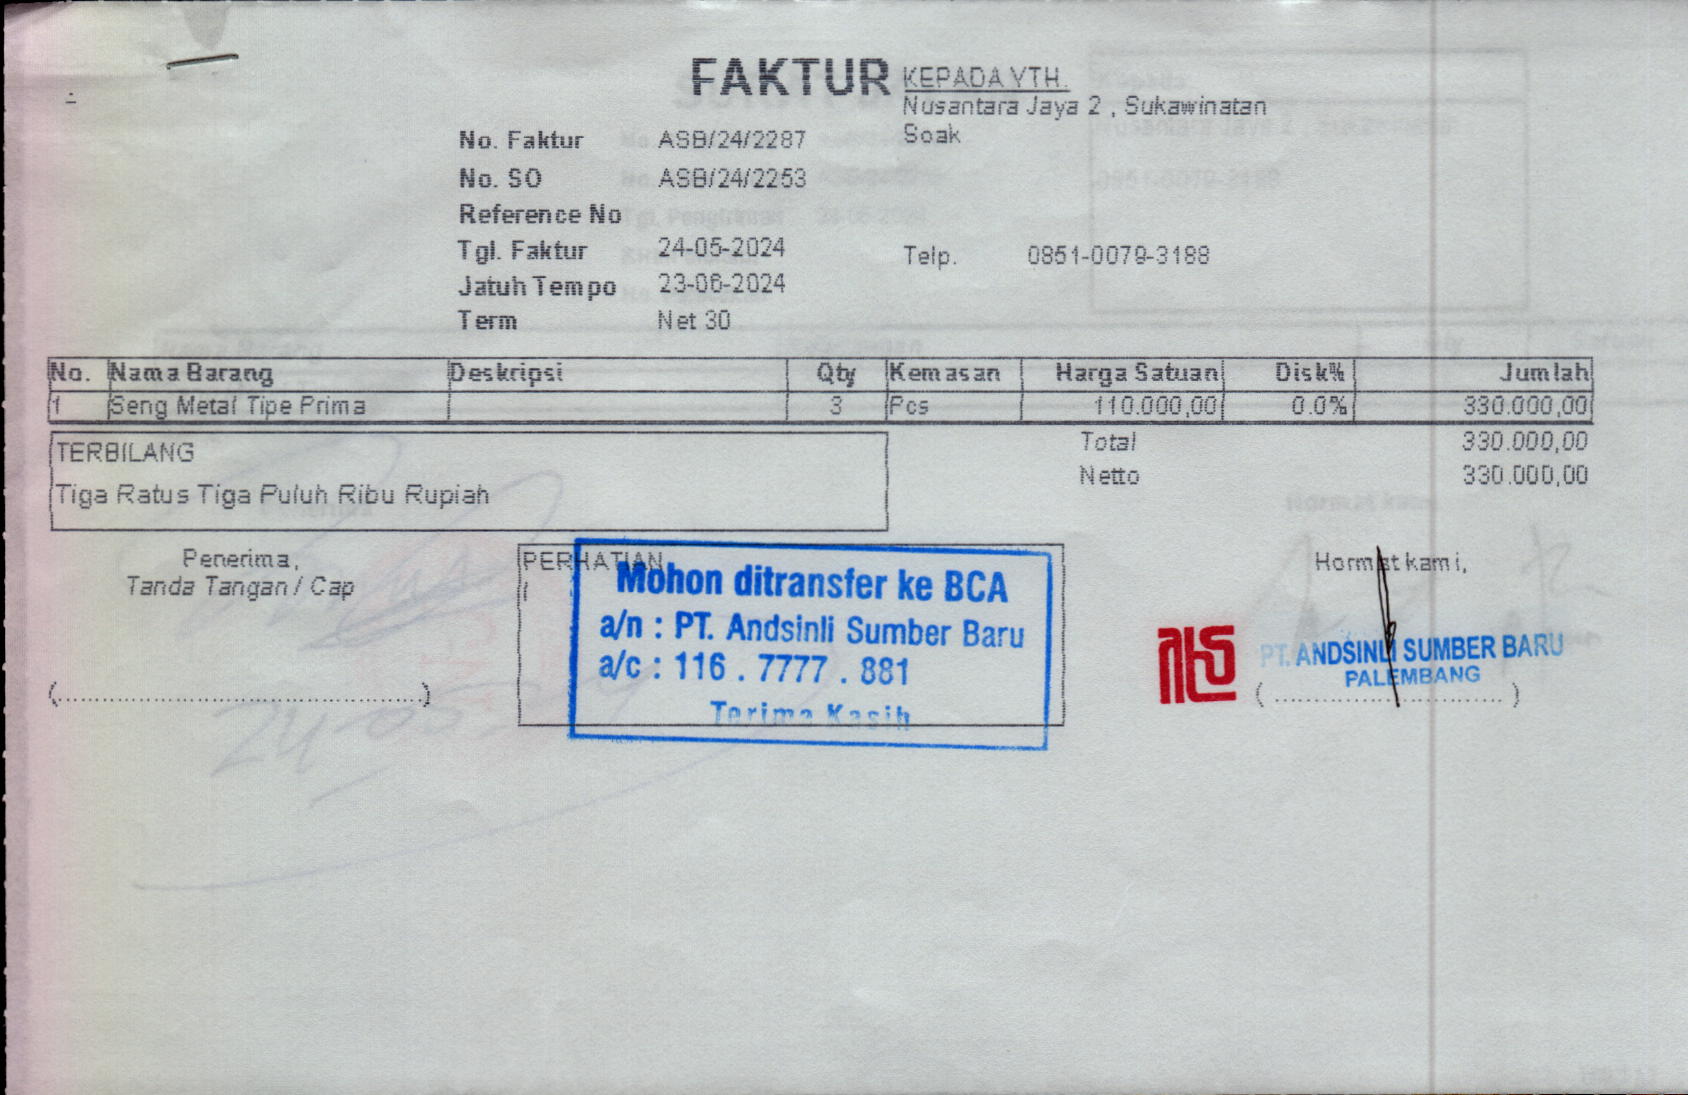 FAKTUR
KEPADA YTH.
Nusantara Jaya 2 , Sukawinatan
Soak
No. Faktur ASB/24/2287
No. SO ASB/24/2253
Reference No
Tgl. Faktur 24-05-2024
Telp. 0851-0079-3188
Jatuh Tempo 23-06-2024
Term Net 30
No. Nama Barang Deskripsi Qty Kemasan Harga Satuan Disk% Jumlah
1 Seng Metal Tipe Prima 3 Pcs 110.000,00 0.0% 330.000,00
TERBILANG
Tiga Ratus Tiga Puluh Ribu Rupiah
Total 330.000,00
Netto 330.000,00
Penerima,
Tanda Tangan / Cap
(..........................................)
PERHATIAN
Mohon ditransfer ke BCA
a/n : PT. Andsinli Sumber Baru
a/c : 116 . 7777 . 881
Terima Kasih
Hormat kami,
PT. ANDSINLI SUMBER BARU
PALEMBANG
( .............................. )